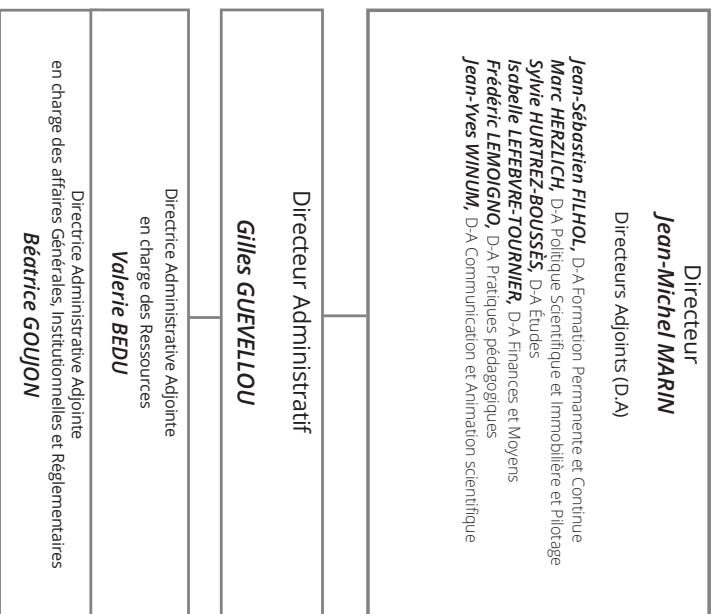 Directeur
Jean-Michel MARIN
Directeurs Adjoints (D.A)
Jean-Sébastien FILHOL, D-A Formation Permanente et Continue
Marc HERZLICH, D-A Politique Scientifique et Immobilière et Pilotage
Sylvie HURTREZ-BOUSSÈS, D-A Études
Isabelle LEFEBVRE-TOURNIER, D-A Finances et Moyens
Frédéric LEMOIGNO, D-A Pratiques pédagogiques
Jean-Yves WINUM, D-A Communication et Animation scientifique
Directeur Administratif
Gilles GUEVELLOU
Directrice Administrative Adjointe
en charge des Ressources
Valerie BEDU
Directrice Administrative Adjointe
en charge des affaires Générales, Institutionnelles et Réglementaires
Béatrice GOUJON